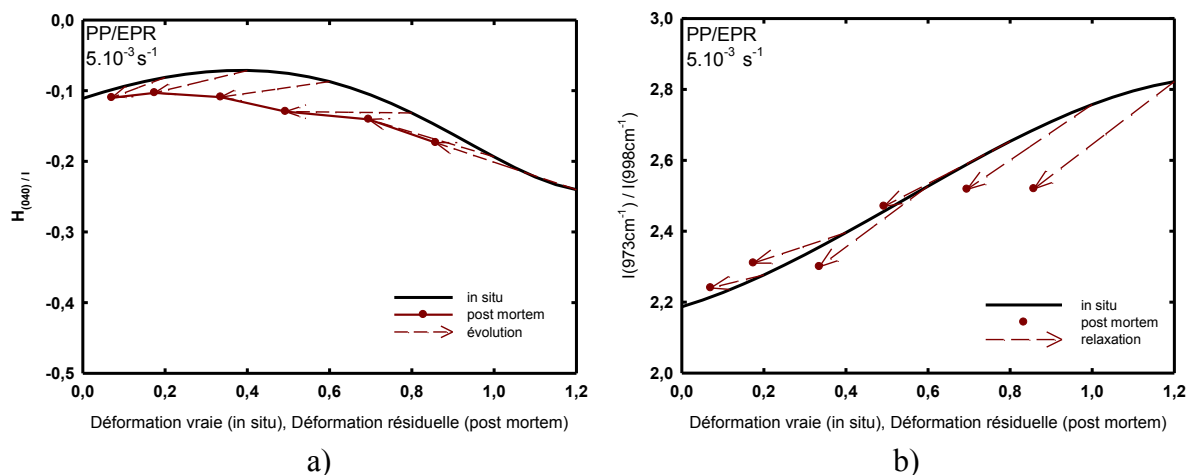 0,0
-0,1
-0,2
-0,3
-0,4
-0,5
H(040) / I
PP/EPR
5.10⁻³ s⁻¹
in situ
post mortem
évolution
0,0 0,2 0,4 0,6 0,8 1,0 1,2
Déformation vraie (in situ), Déformation résiduelle (post mortem)
a)
3,0
2,8
2,6
2,4
2,2
2,0
I(973cm⁻¹) / I(998cm⁻¹)
PP/EPR
5.10⁻³ s⁻¹
in situ
post mortem
relaxation
0,0 0,2 0,4 0,6 0,8 1,0 1,2
Déformation vraie (in situ), Déformation résiduelle (post mortem)
b)